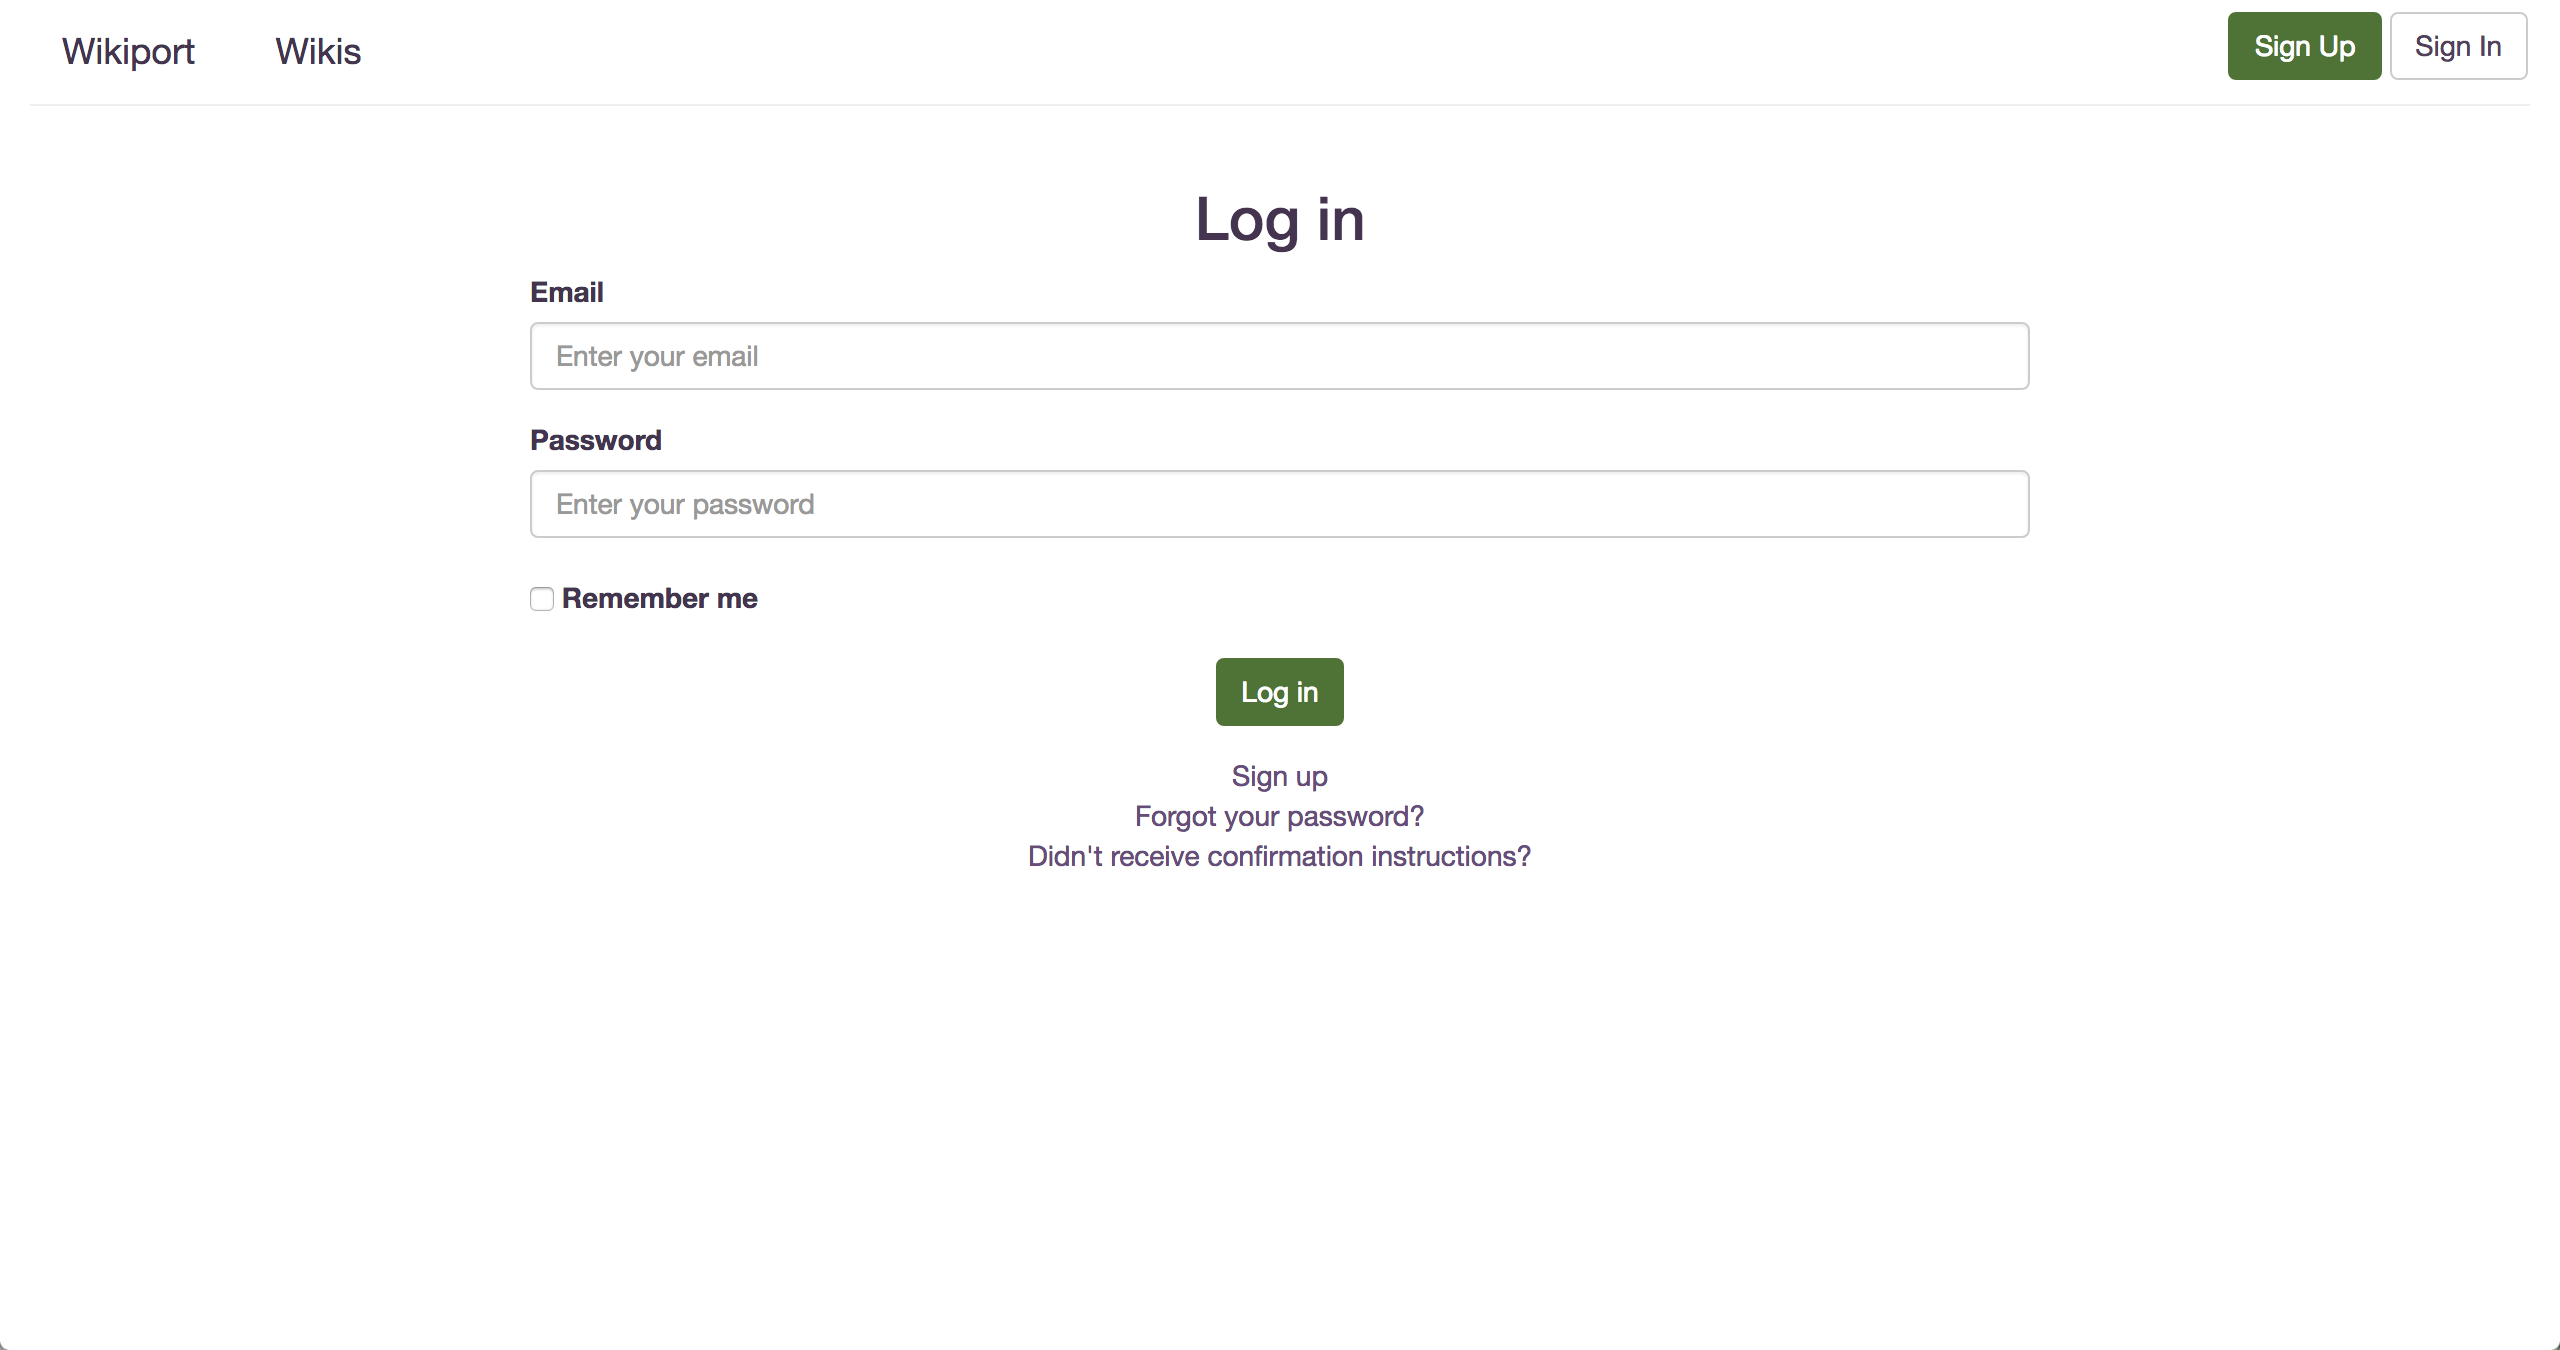 Wikiport Wikis Sign Up Sign In
Log in
Email
Enter your email
Password
Enter your password
Remember me
Log in
Sign up
Forgot your password?
Didn't receive confirmation instructions?